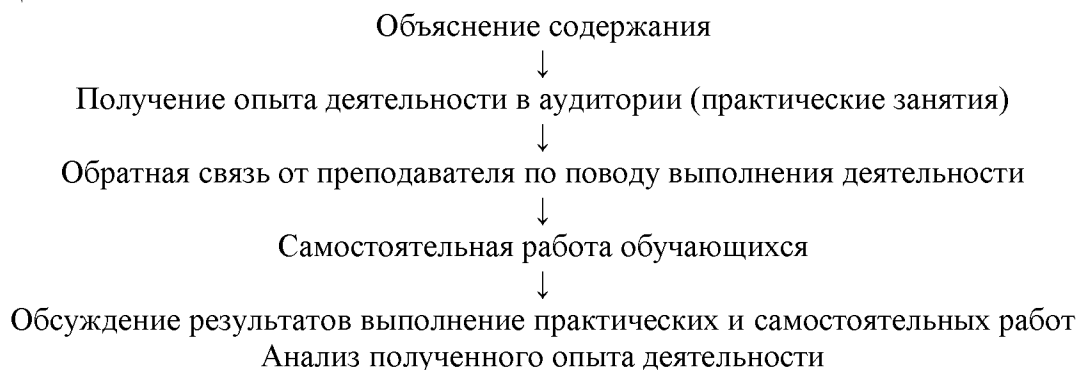 Объяснение содержания
↓
Получение опыта деятельности в аудитории (практические занятия)
↓
Обратная связь от преподавателя по поводу выполнения деятельности
↓
Самостоятельная работа обучающихся
↓
Обсуждение результатов выполнение практических и самостоятельных работ
Анализ полученного опыта деятельности